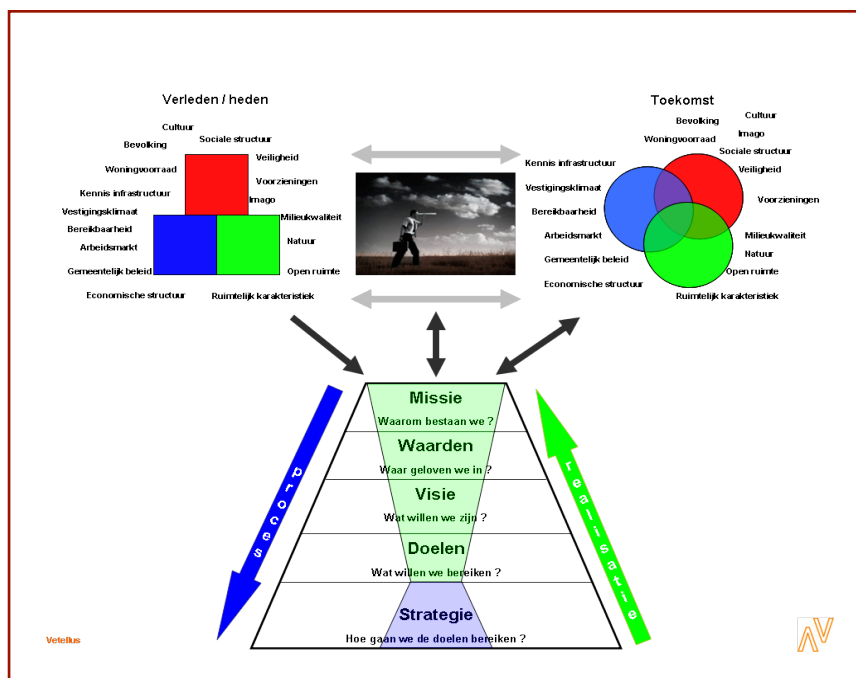 Verleden / heden
Cultuur
Bevolking
Sociale structuur
Veiligheid
Woningvoorraad
Voorzieningen
Kennis infrastructuur
Imago
Vestigingsklimaat
Milieukwaliteit
Bereikbaarheid
Natuur
Arbeidsmarkt
Gemeentelijk beleid
Open ruimte
Economische structuur
Ruimtelijk karakteristiek
Toekomst
Cultuur
Bevolking
Imago
Woningvoorraad
Sociale structuur
Kennis infrastructuur
Veiligheid
Vestigingsklimaat
Voorzieningen
Bereikbaarheid
Arbeidsmarkt
Milieukwaliteit
Natuur
Gemeentelijk beleid
Open ruimte
Economische structuur
Ruimtelijk karakteristiek
Missie
Waarom bestaan we ?
Waarden
Waar geloven we in ?
Visie
Wat willen we zijn ?
Doelen
Wat willen we bereiken ?
Strategie
Hoe gaan we de doelen bereiken ?
proces
realisatie